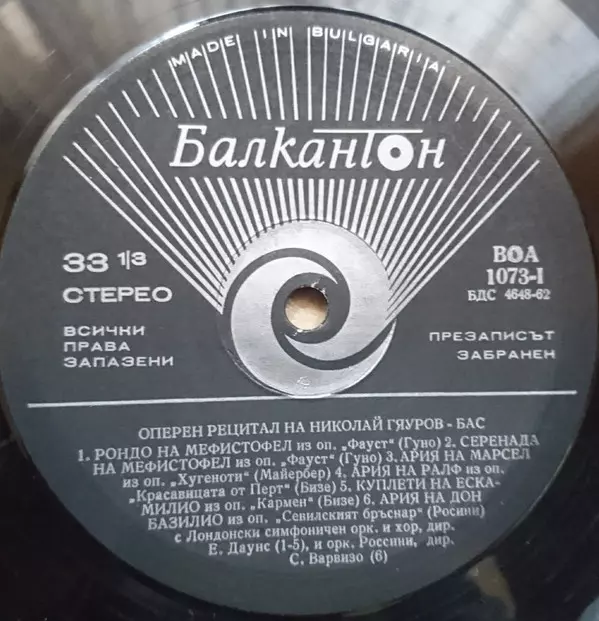 MADE IN BULGARIA
Балкантон
33 1/3
СТЕРЕО
ВСИЧКИ
ПРАВА
ЗАПАЗЕНИ
ВОА
1073-I
БДС 4648-62
ПРЕЗАПИСЪТ
ЗАБРАНЕН
ОПЕРЕН РЕЦИТАЛ НА НИКОЛАЙ ГЯУРОВ - БАС
1. РОНДО НА МЕФИСТОФЕЛ из оп. „Фауст“ (Гуно) 2. СЕРЕНАДА
НА МЕФИСТОФЕЛ из оп. „Фауст“ (Гуно) 3. АРИЯ НА МАРСЕЛ
из оп. „Хугеноти“ (Майербер) 4. АРИЯ НА РАЛФ из оп.
„Красавицата от Перт“ (Бизе) 5. КУПЛЕТИ НА ЕСКА-
МИЛИО из оп. „Кармен“ (Бизе) 6. АРИЯ НА ДОН
БАЗИЛИО из оп. „Севилският бръснар“ (Росини)
с Лондонски симфоничен орк. и хор, дир.
Е. Даунс (1-5), и орк. Россини, дир.
С. Варвизо (6)